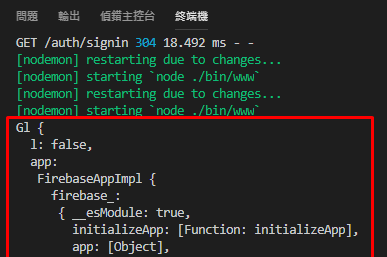 問題 輸出 偵錯主控台 終端機
GET /auth/signin 304 18.492 ms - -
[nodemon] restarting due to changes...
[nodemon] starting `node ./bin/www`
[nodemon] restarting due to changes...
[nodemon] starting `node ./bin/www`
Gl {
l: false,
app:
FirebaseAppImpl {
firebase_:
{ __esModule: true,
initializeApp: [Function: initializeApp],
app: [Object],